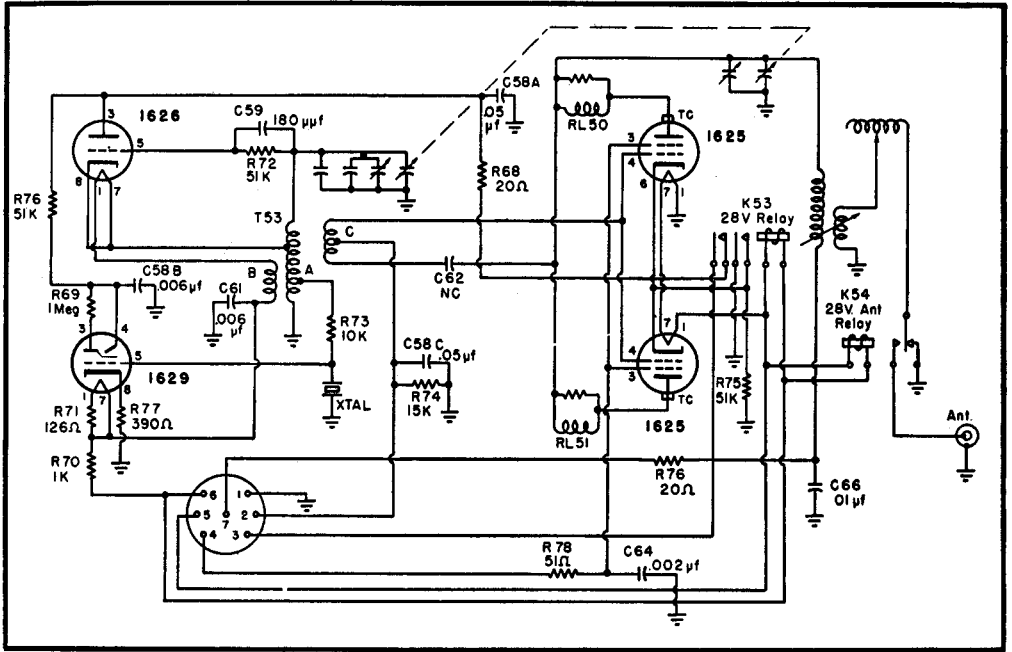 C58A
.05
µf
C59
180 µµf
1626
3
5
8
1
7
R72
51K
R76
51K
R68
20Ω
RL50
TC
1625
3
4
6
7
1
K53
28V Relay
T53
B
A
C
C58B
.006µf
C61
.006
µf
R69
1Meg
3
4
5
8
1
7
1629
R73
10K
C62
NC
C58 C
.05µf
R74
15K
XTAL
R71
126Ω
R77
390Ω
R70
1K
7
1
4
3
TC
1625
RL51
R75
51K
K54
28V. Ant
Relay
Ant.
6
1
5
7
2
4
3
R76
20Ω
C66
.01µf
R78
51Ω
C64
.002µf